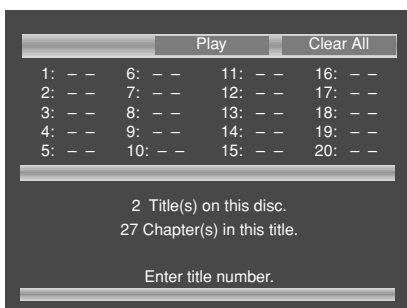 Play Clear All
1: – – 6: – – 11: – – 16: – –
2: – – 7: – – 12: – – 17: – –
3: – – 8: – – 13: – – 18: – –
4: – – 9: – – 14: – – 19: – –
5: – – 10: – – 15: – – 20: – –
2 Title(s) on this disc.
27 Chapter(s) in this title.
Enter title number.